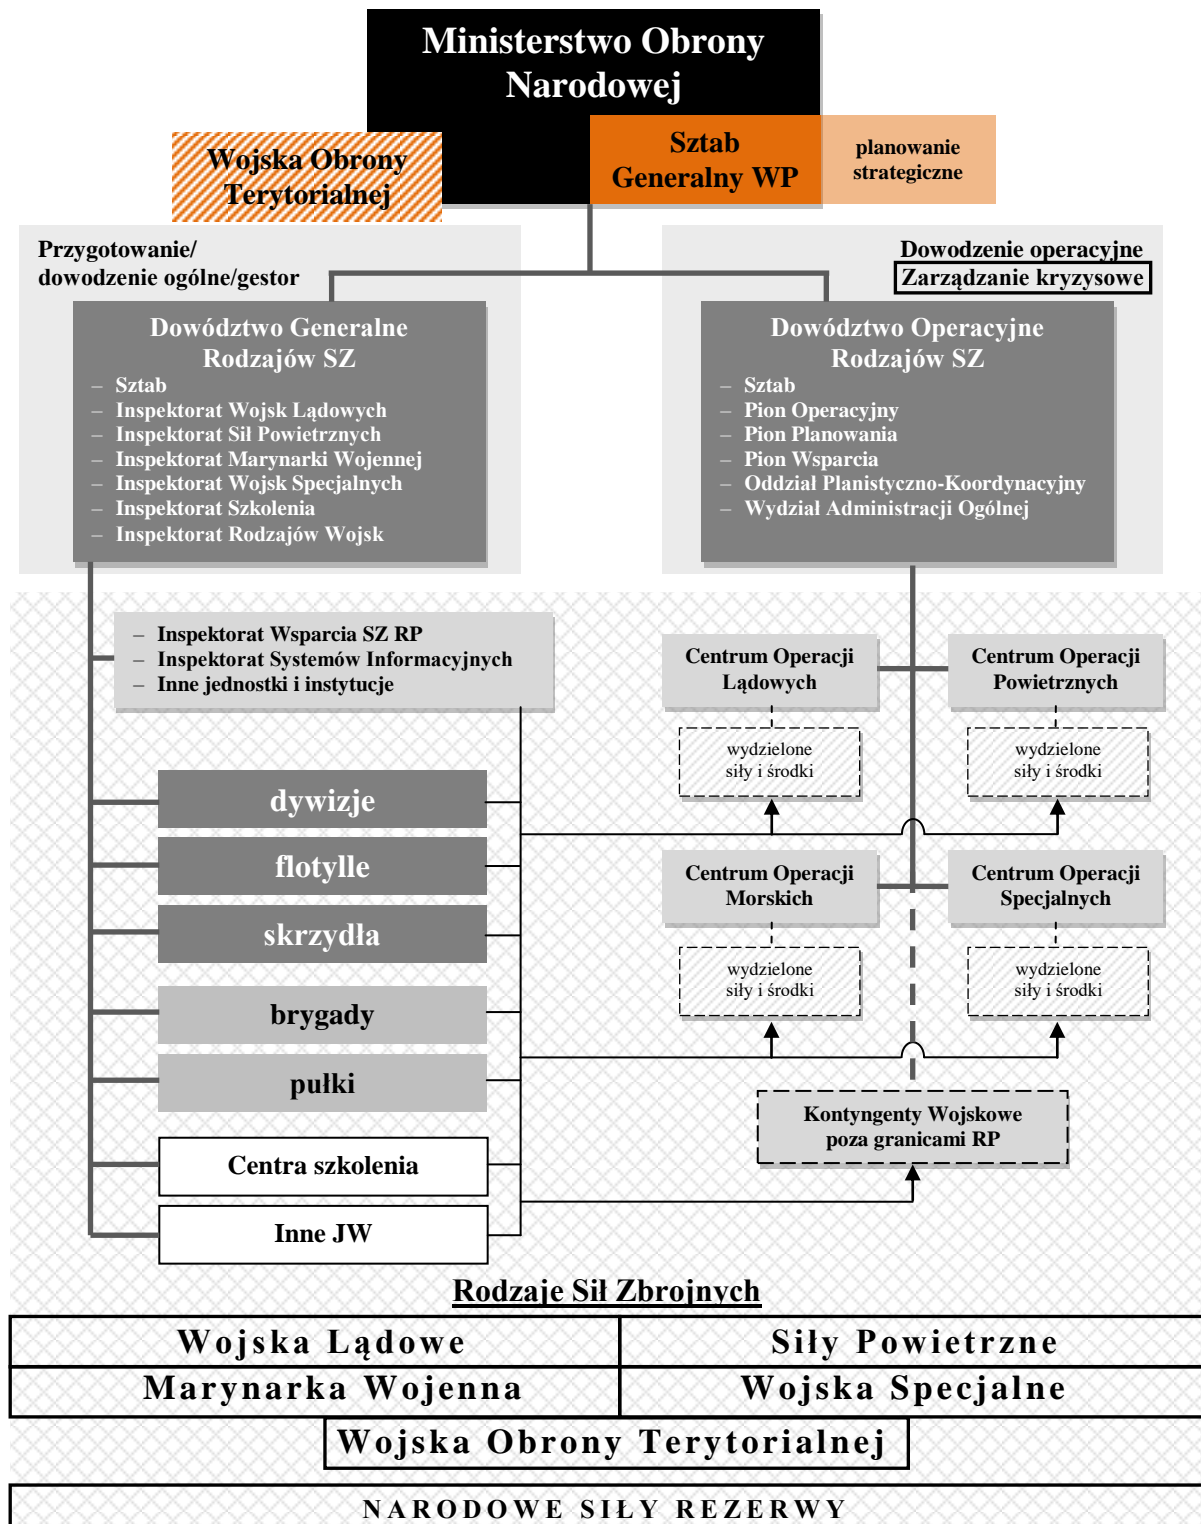 Ministerstwo Obrony
Narodowej
Wojska Obrony
Terytorialnej
Sztab
Generalny WP
planowanie
strategiczne
Przygotowanie/
dowodzenie ogólne/gestor
Dowodzenie operacyjne
Zarządzanie kryzysowe
Dowództwo Generalne
Rodzajów SZ
– Sztab
– Inspektorat Wojsk Lądowych
– Inspektorat Sił Powietrznych
– Inspektorat Marynarki Wojennej
– Inspektorat Wojsk Specjalnych
– Inspektorat Szkolenia
– Inspektorat Rodzajów Wojsk
Dowództwo Operacyjne
Rodzajów SZ
– Sztab
– Pion Operacyjny
– Pion Planowania
– Pion Wsparcia
– Oddział Planistyczno-Koordynacyjny
– Wydział Administracji Ogólnej
– Inspektorat Wsparcia SZ RP
– Inspektorat Systemów Informacyjnych
– Inne jednostki i instytucje
dywizje
flotylle
skrzydła
brygady
pułki
Centra szkolenia
Inne JW
Centrum Operacji
Lądowych
wydzielone
siły i środki
Centrum Operacji
Powietrznych
wydzielone
siły i środki
Centrum Operacji
Morskich
wydzielone
siły i środki
Centrum Operacji
Specjalnych
wydzielone
siły i środki
Kontyngenty Wojskowe
poza granicami RP
Rodzaje Sił Zbrojnych
Wojska Lądowe
Siły Powietrzne
Marynarka Wojenna
Wojska Specjalne
Wojska Obrony Terytorialnej
NARODOWE SIŁY REZERWY